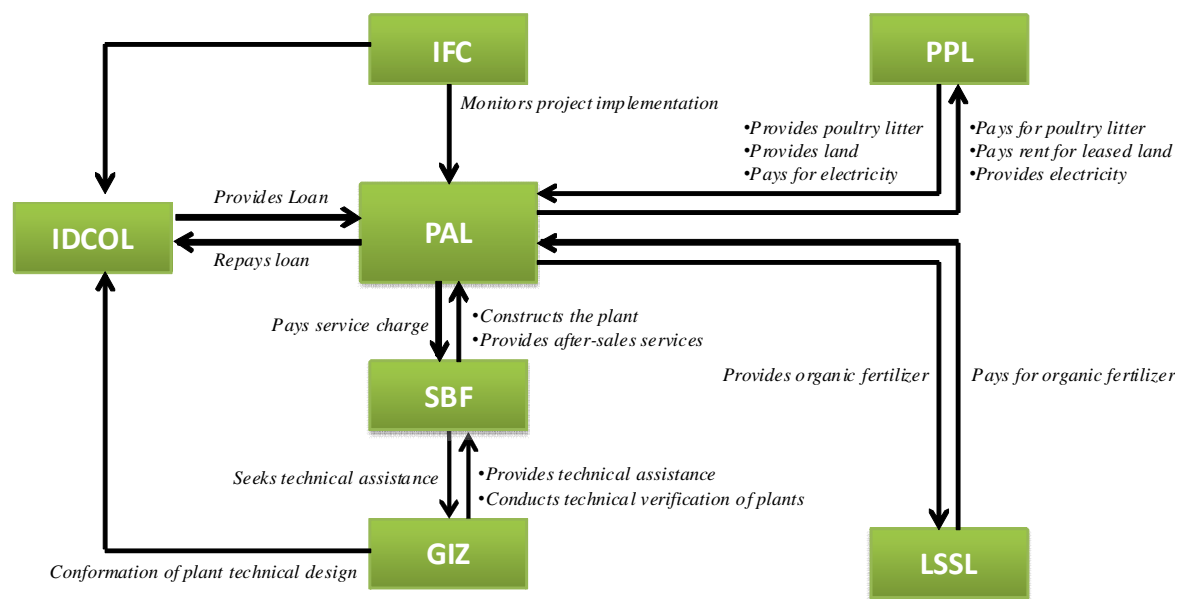 IFC
PPL
Monitors project implementation
•Provides poultry litter
•Provides land
•Pays for electricity
•Pays for poultry litter
•Pays rent for leased land
•Provides electricity
Provides Loan
IDCOL
PAL
Repays loan
Pays service charge
•Constructs the plant
•Provides after-sales services
Provides organic fertilizer
Pays for organic fertilizer
SBF
Seeks technical assistance
•Provides technical assistance
•Conducts technical verification of plants
GIZ
LSSL
Conformation of plant technical design